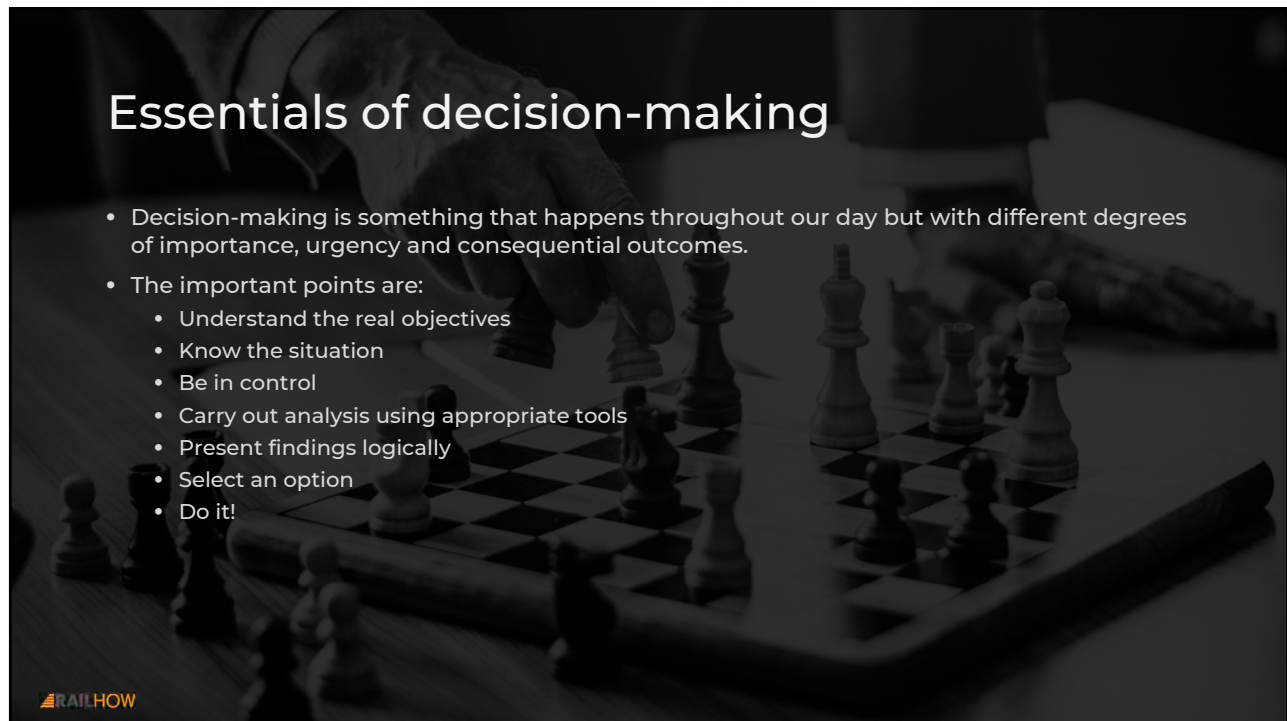 Essentials of decision-making
• Decision-making is something that happens throughout our day but with different degrees
of importance, urgency and consequential outcomes.
• The important points are:
• Understand the real objectives
• Know the situation
• Be in control
• Carry out analysis using appropriate tools
• Present findings logically
• Select an option
• Do it!
RAILHOW